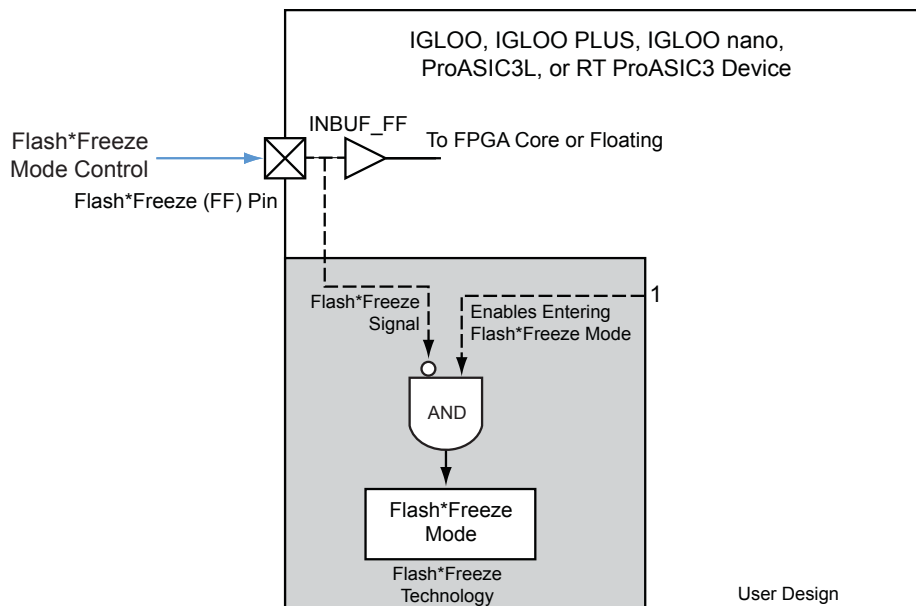 IGLOO, IGLOO PLUS, IGLOO nano,
ProASIC3L, or RT ProASIC3 Device
INBUF_FF
To FPGA Core or Floating
Flash*Freeze
Mode Control
Flash*Freeze (FF) Pin
1
Flash*Freeze
Signal
Enables Entering
Flash*Freeze Mode
AND
Flash*Freeze
Mode
Flash*Freeze
Technology
User Design